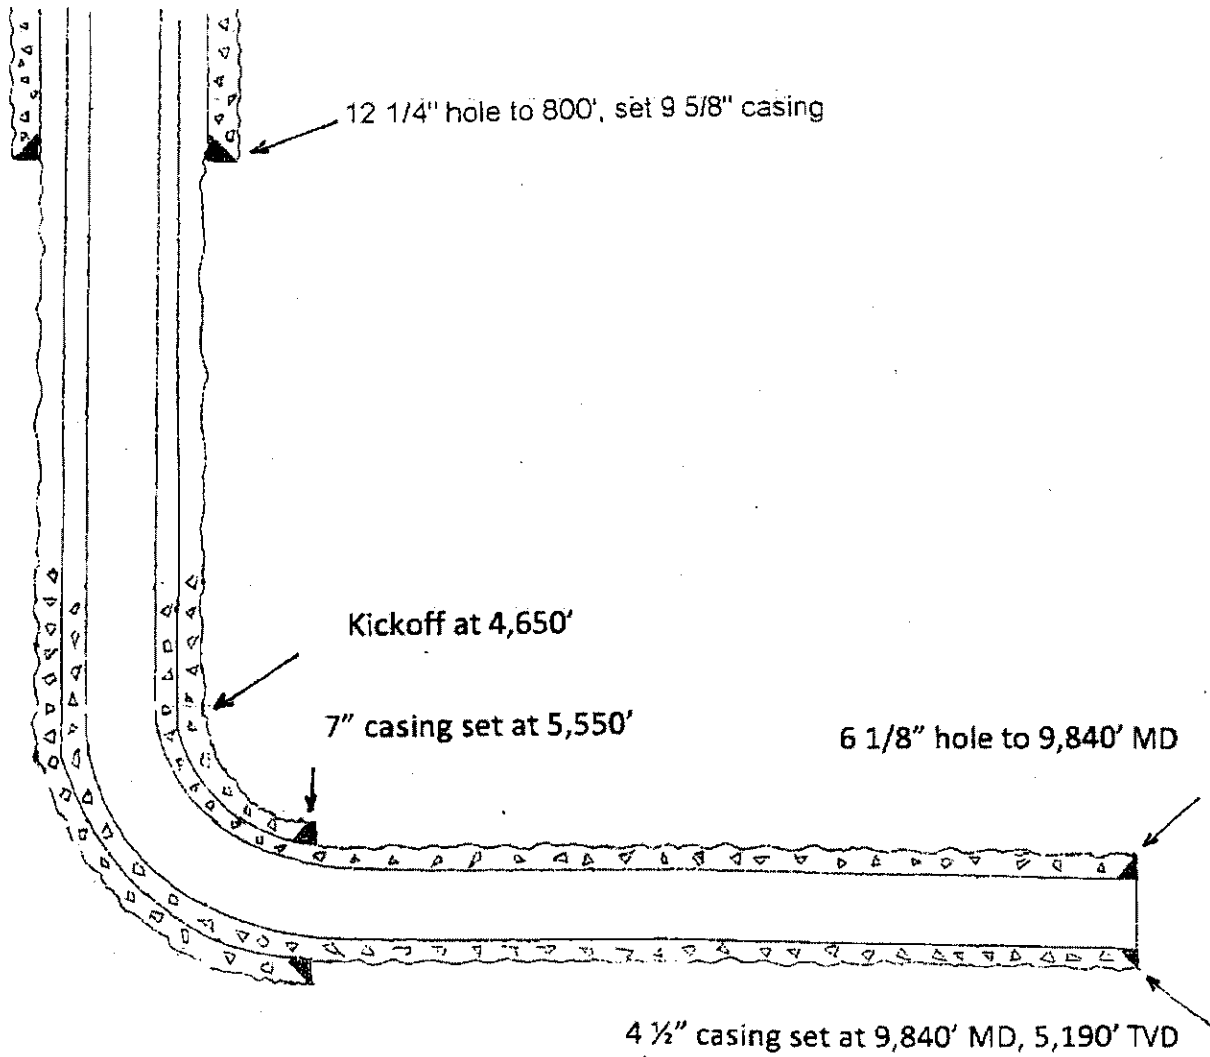 12 1/4" hole to 800', set 9 5/8" casing
Kickoff at 4,650'
7" casing set at 5,550'
6 1/8" hole to 9,840' MD
4 ½" casing set at 9,840' MD, 5,190' TVD